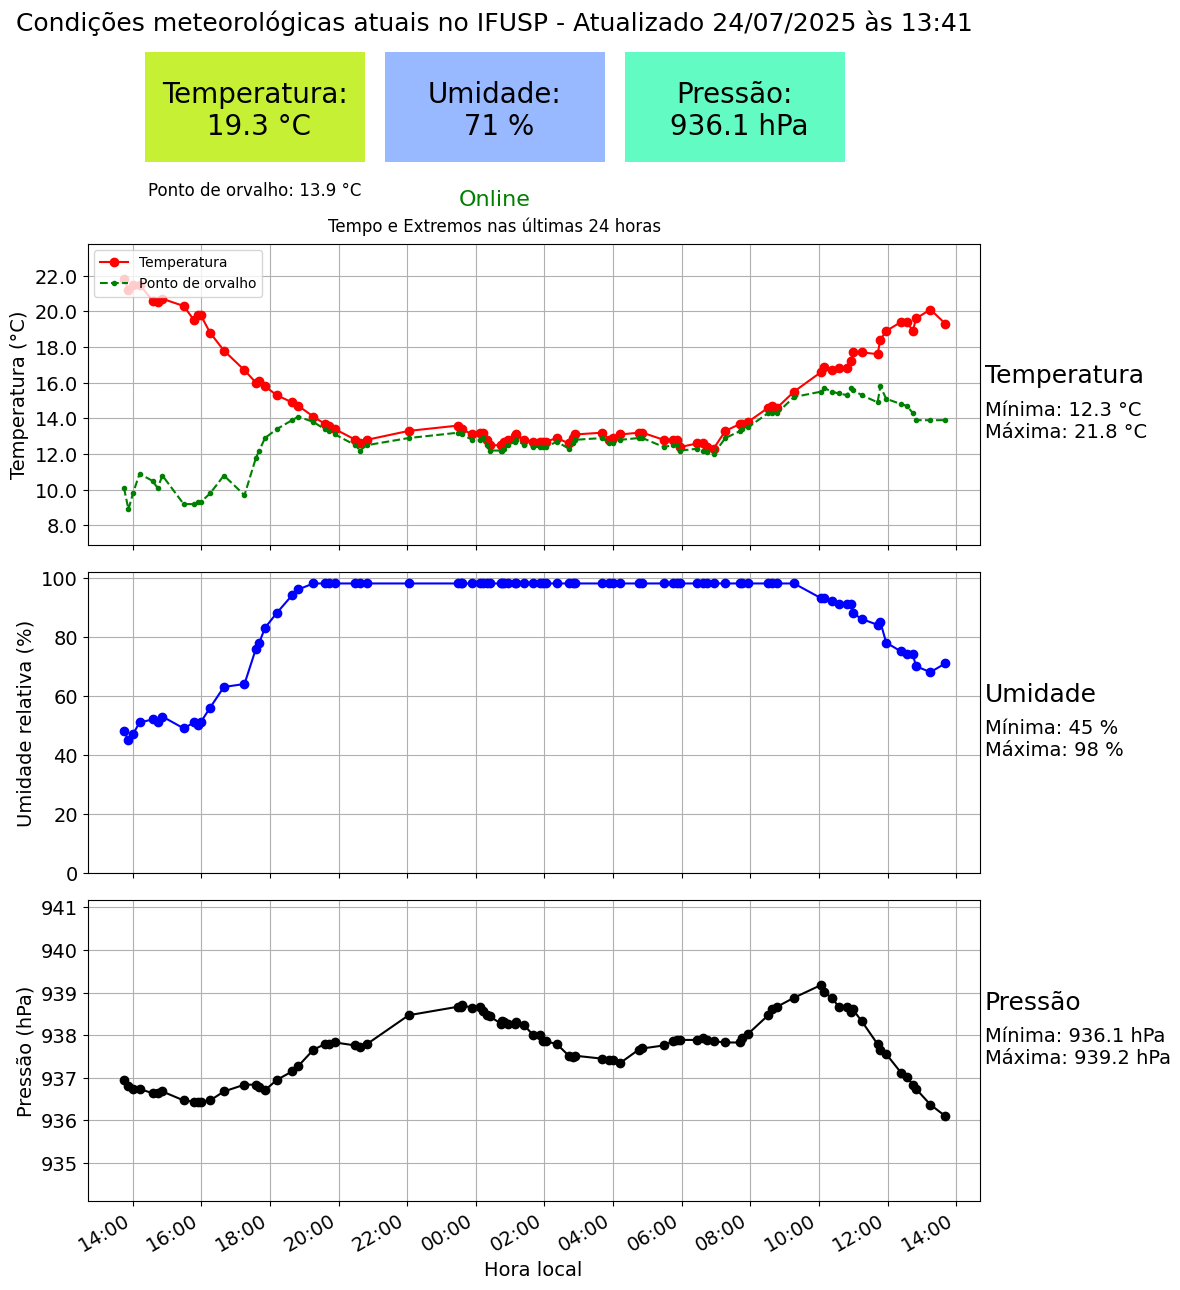 Condições meteorológicas atuais no IFUSP - Atualizado 24/07/2025 às 13:41
Temperatura:
19.3 °C
Umidade:
71 %
Pressão:
936.1 hPa
Ponto de orvalho: 13.9 °C
Online
Tempo e Extremos nas últimas 24 horas
Temperatura
Ponto de orvalho
Temperatura (°C)
22.0
20.0
18.0
16.0
14.0
12.0
10.0
8.0
Temperatura
Mínima: 12.3 °C
Máxima: 21.8 °C
Umidade relativa (%)
100
80
60
40
20
0
Umidade
Mínima: 45 %
Máxima: 98 %
Pressão (hPa)
941
940
939
938
937
936
935
Pressão
Mínima: 936.1 hPa
Máxima: 939.2 hPa
14:00 16:00 18:00 20:00 22:00 00:00 02:00 04:00 06:00 08:00 10:00 12:00 14:00
Hora local